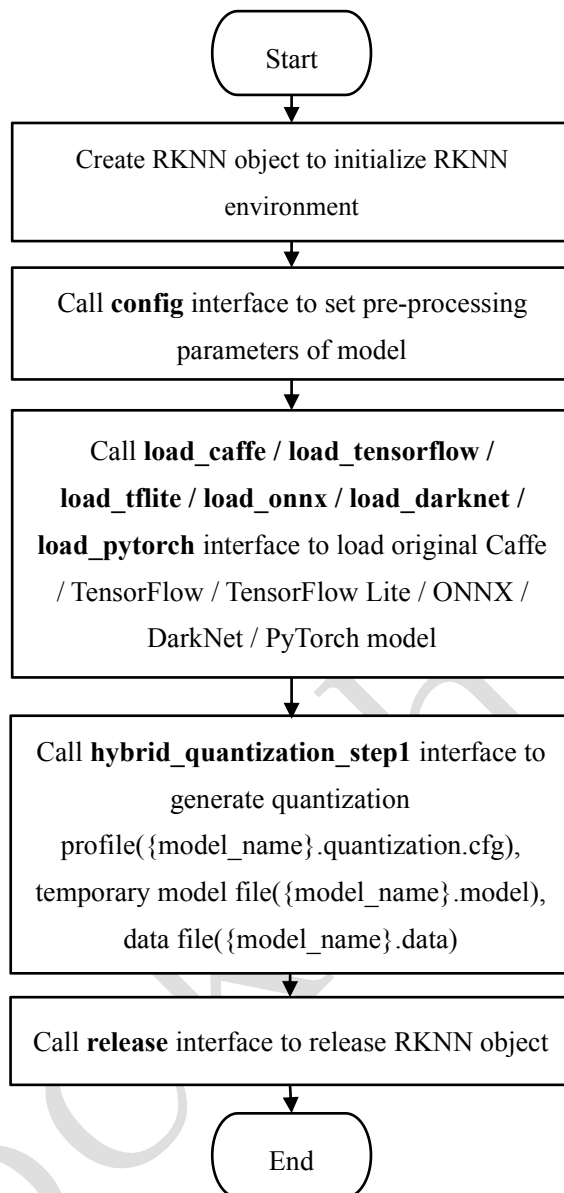 Start
Create RKNN object to initialize RKNN
environment
Call config interface to set pre-processing
parameters of model
Call load_caffe / load_tensorflow /
load_tflite / load_onnx / load_darknet /
load_pytorch interface to load original Caffe
/ TensorFlow / TensorFlow Lite / ONNX /
DarkNet / PyTorch model
Call hybrid_quantization_step1 interface to
generate quantization
profile({model_name}.quantization.cfg),
temporary model file({model_name}.model),
data file({model_name}.data)
Call release interface to release RKNN object
End